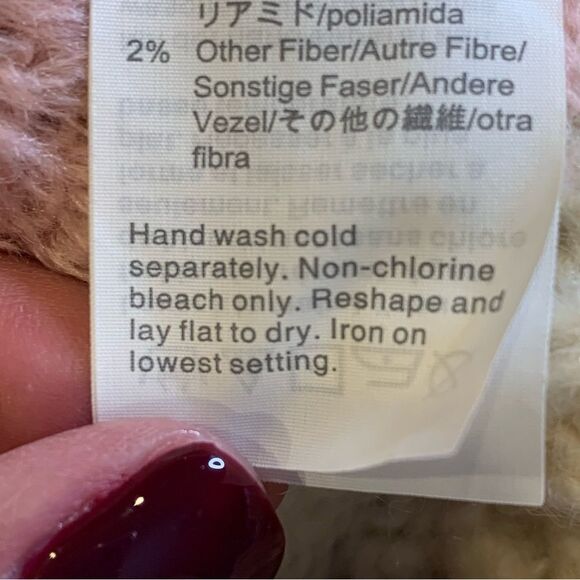 リアミド/poliamida
2% Other Fiber/Autre Fibre/
Sonstige Faser/Andere
Vezel/その他の繊維/otra
fibra
Hand wash cold
separately. Non-chlorine
bleach only. Reshape and
lay flat to dry. Iron on
lowest setting.